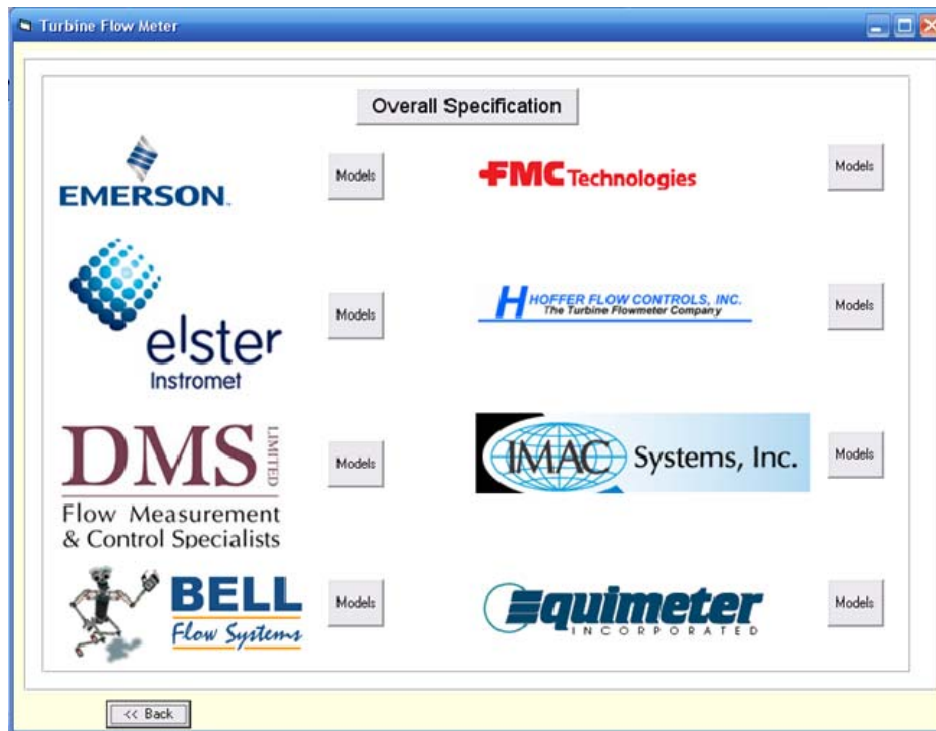 Turbine Flow Meter
Overall Specification
EMERSON™
Models
FMC Technologies
Models
elster
Instromet
Models
HOFFER FLOW CONTROLS, INC.
The Turbine Flowmeter Company
Models
DMS LIMITED
Flow Measurement
& Control Specialists
Models
IMAC Systems, Inc.
Models
BELL
Flow Systems
Models
Equimeter
INCORPORATED
Models
<< Back